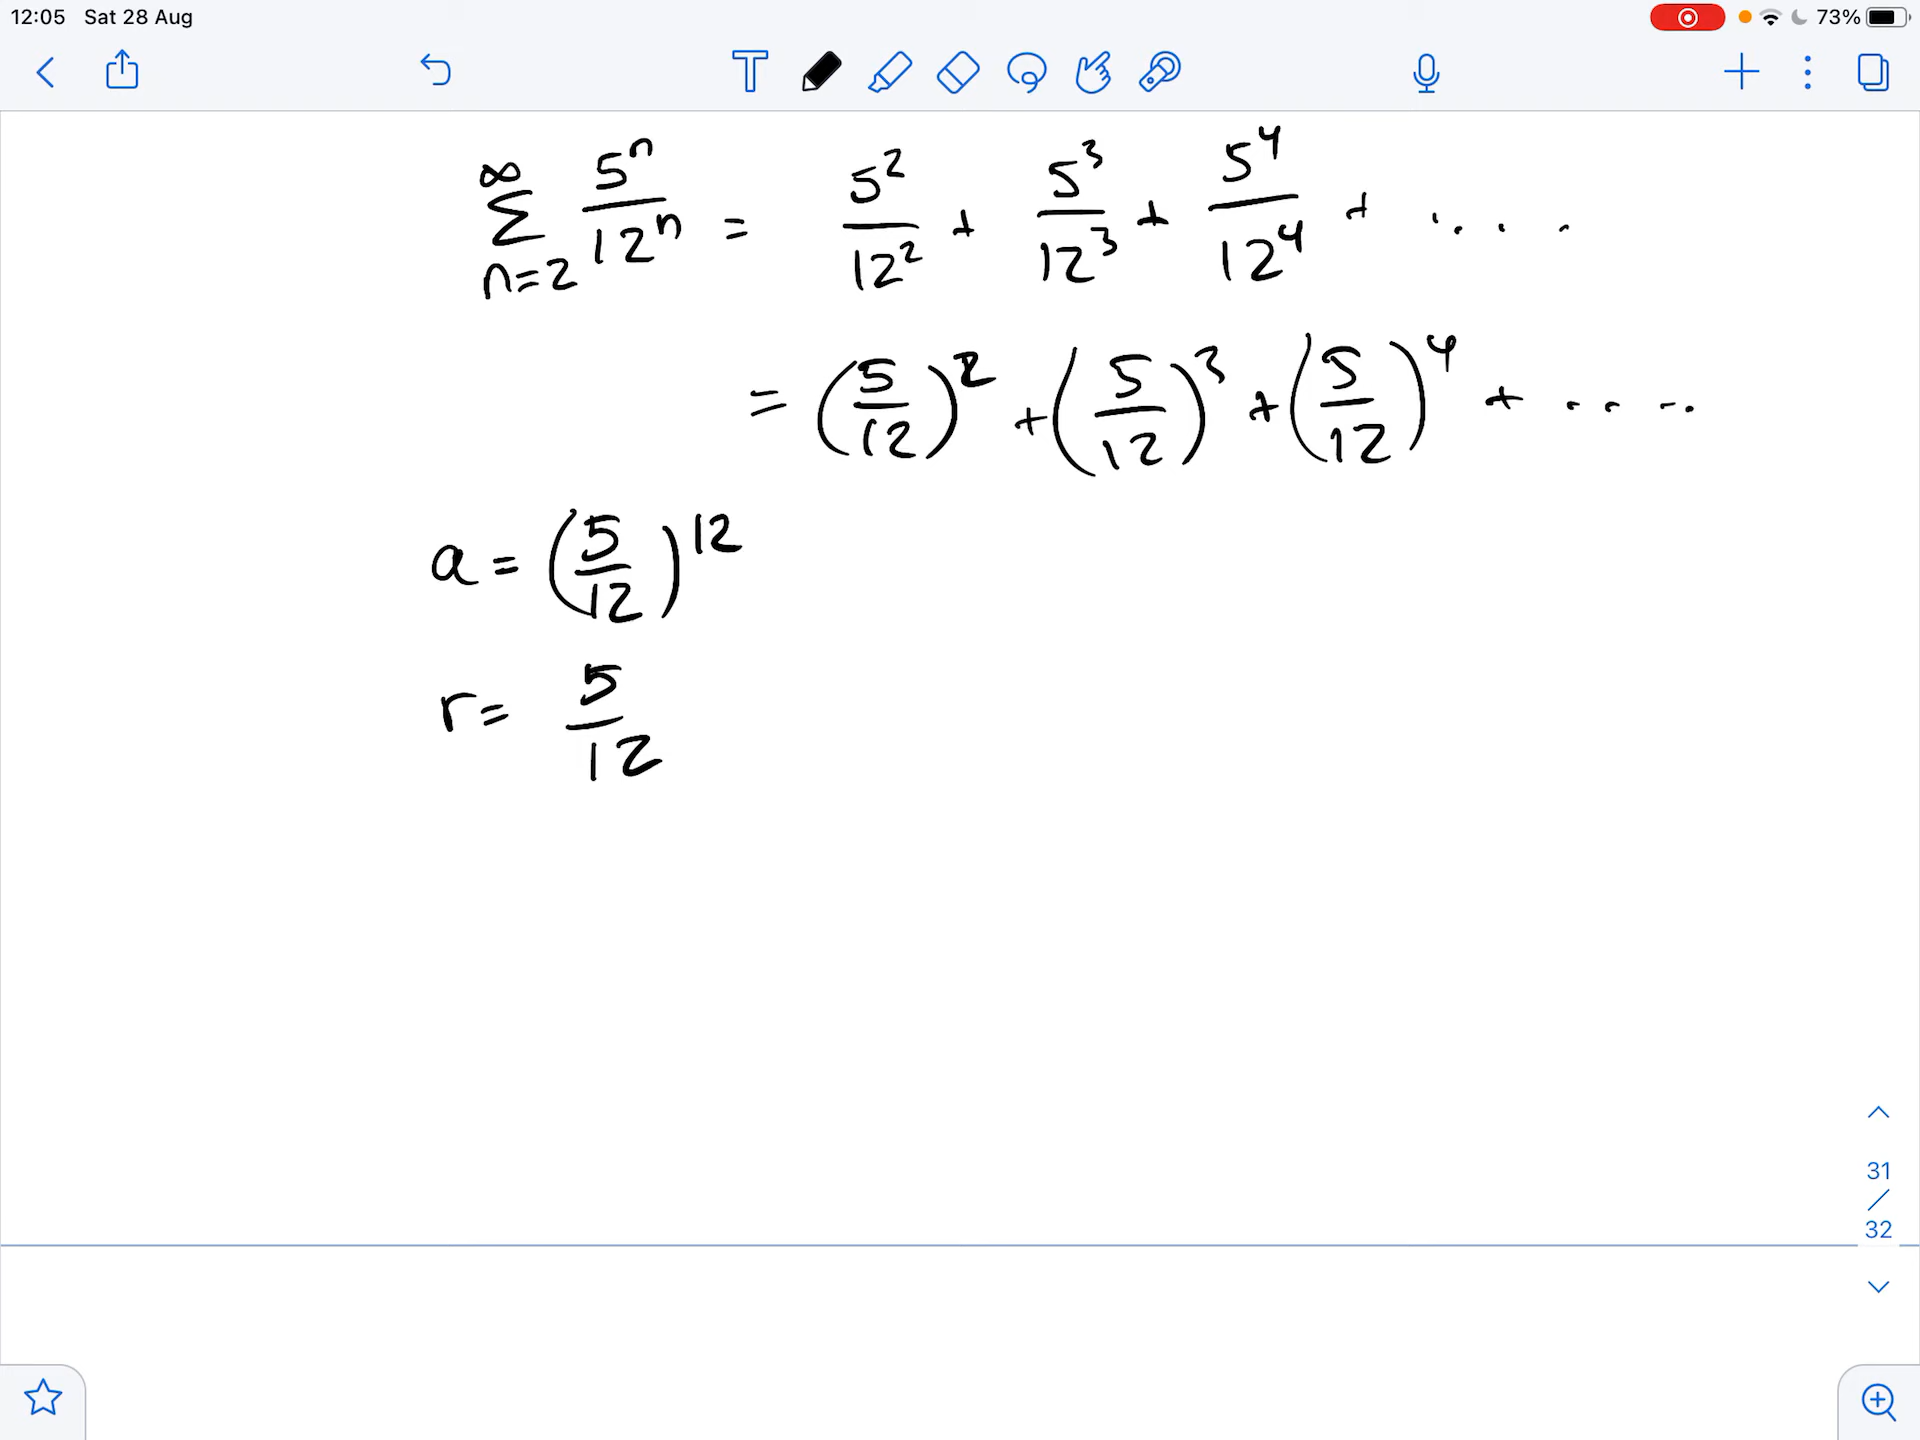 12:05 Sat 28 Aug 73%
T
∞ Σ n=2 5^n/12^n = 5^2/12^2 + 5^3/12^3 + 5^4/12^4 + ....
= (5/12)^2 + (5/12)^3 + (5/12)^4 + ....
a = (5/12)^12
r = 5/12
31
/
32